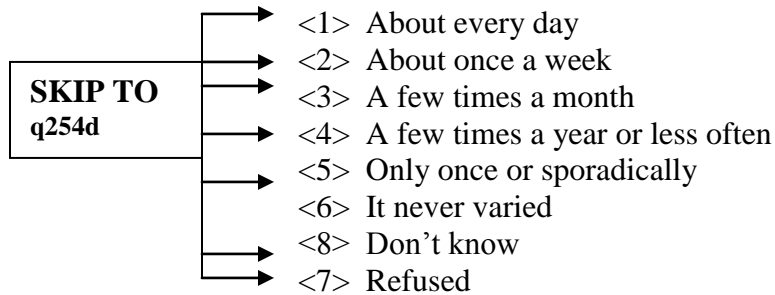 <1> About every day
<2> About once a week
SKIP TO
<3> A few times a month
q254d
<4> A few times a year or less often
<5> Only once or sporadically
<6> It never varied
<8> Don't know
<7> Refused